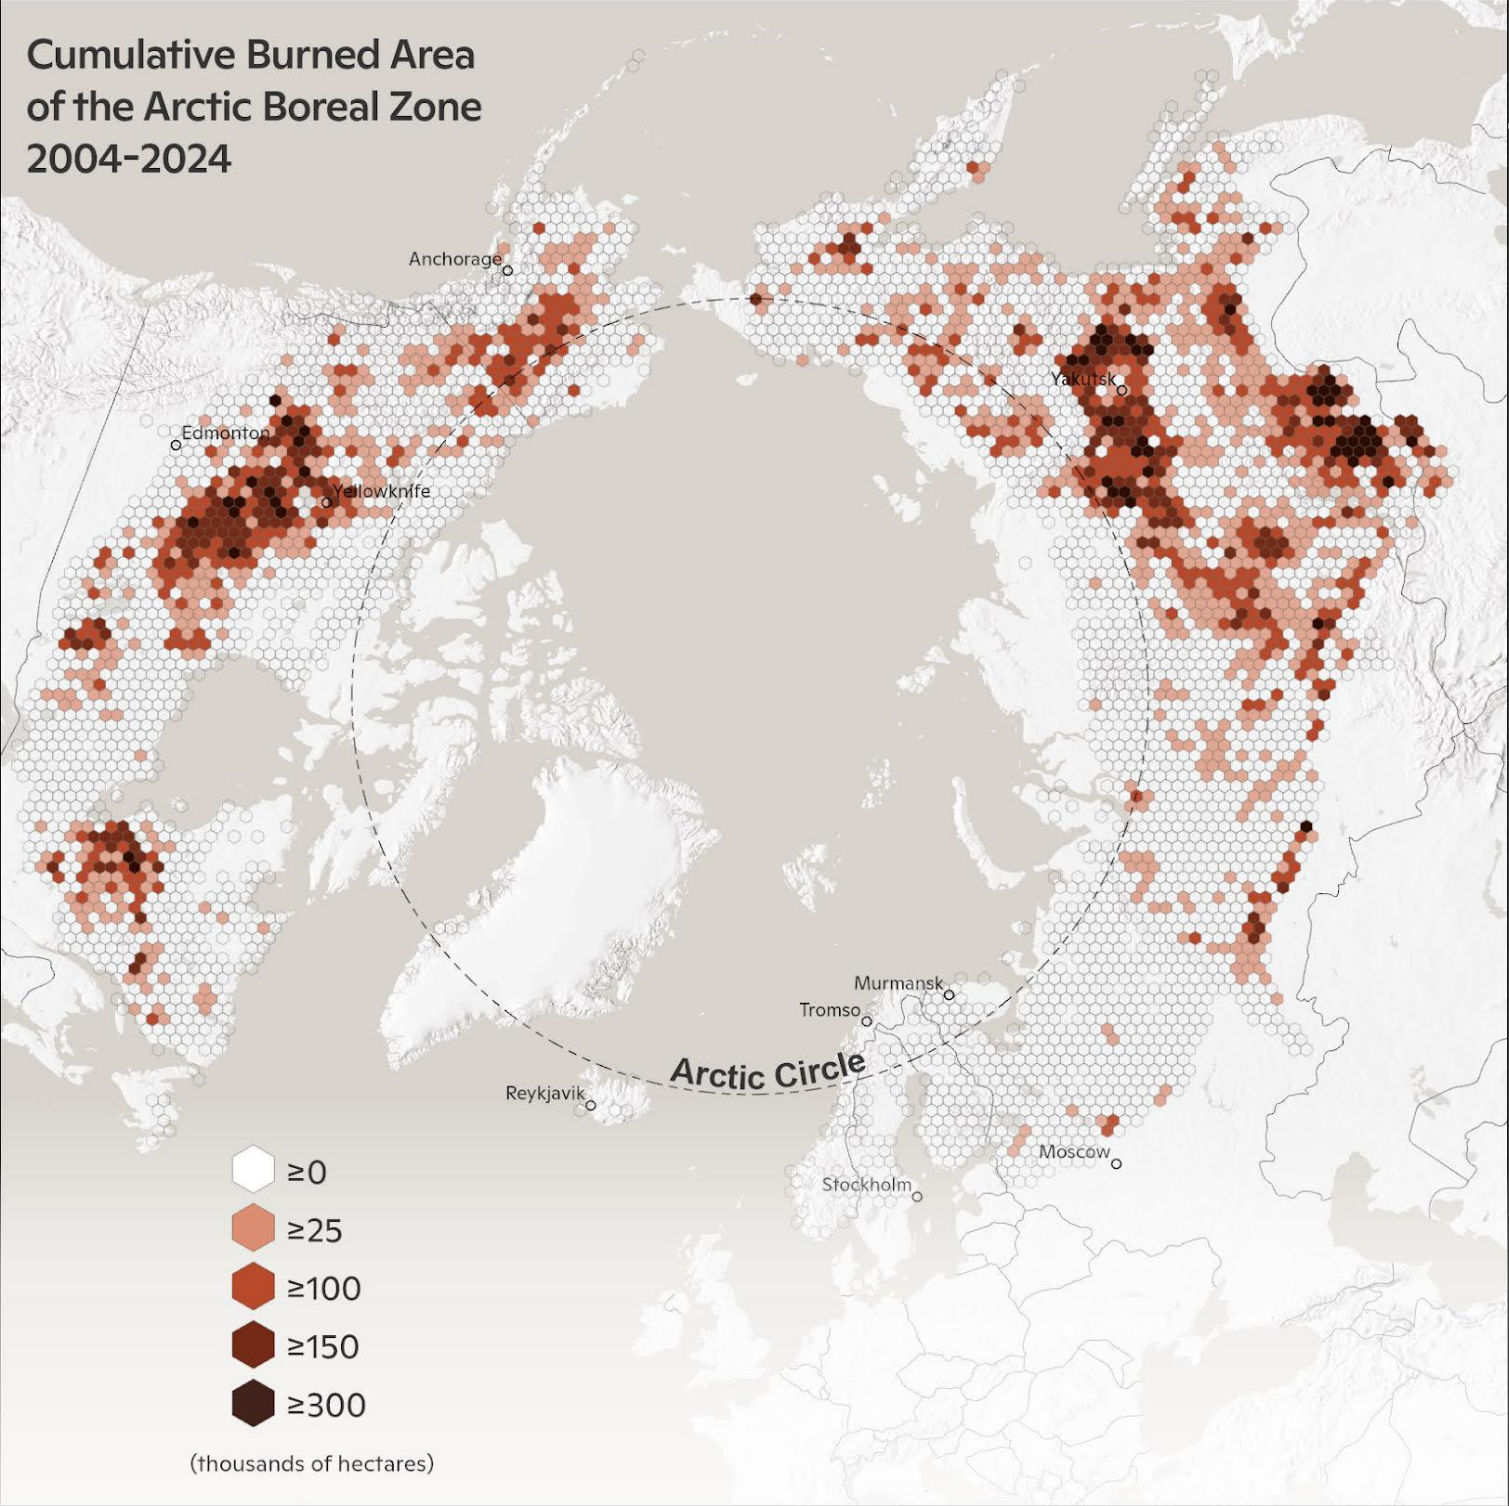 Cumulative Burned Area
of the Arctic Boreal Zone
2004-2024
Anchorage
Yakutsk
Edmonton
Yellowknife
Murmansk
Tromso
Arctic Circle
Reykjavik
Moscow
Stockholm
≥0
≥25
≥100
≥150
≥300
(thousands of hectares)